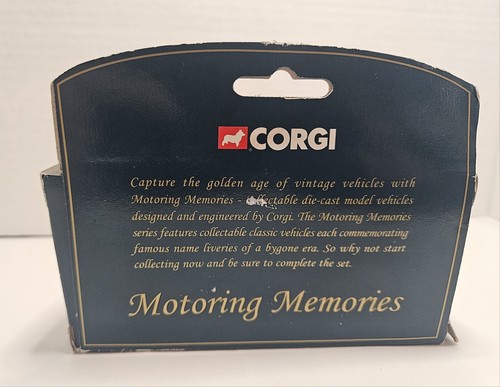 CORGI
Capture the golden age of vintage vehicles with
Motoring Memories - collectable die-cast model vehicles
designed and engineered by Corgi. The Motoring Memories
series features collectable classic vehicles each commemorating
famous name liveries of a bygone era. So why not start
collecting now and be sure to complete the set.
Motoring Memories